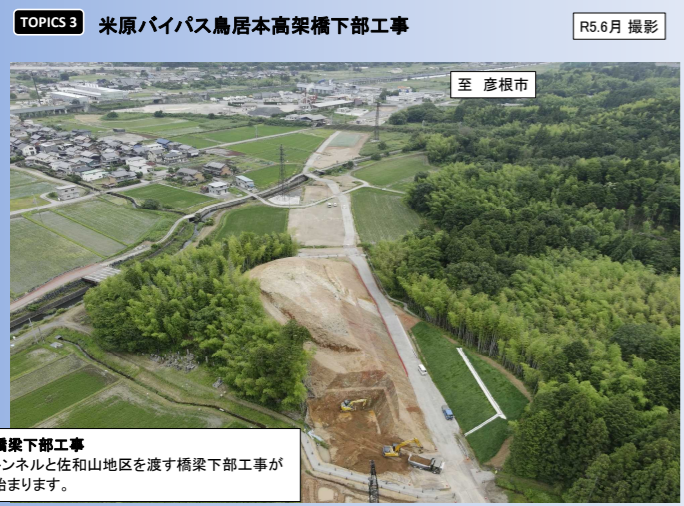 TOPICS 3 米原バイパス鳥居本高架橋下部工事
R5.6月 撮影
至 彦根市
橋梁下部工事
ンネルと佐和山地区を渡す橋梁下部工事が
始まります。